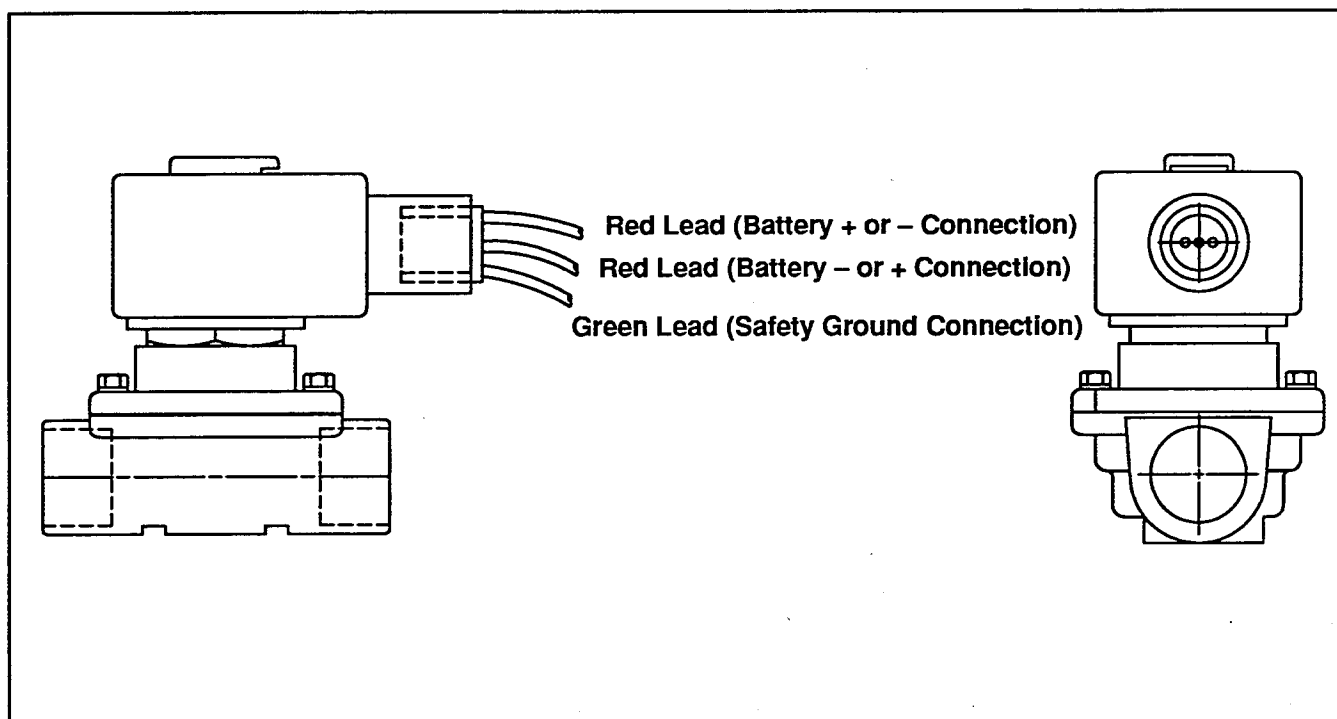 Red Lead (Battery + or – Connection)
Red Lead (Battery – or + Connection)
Green Lead (Safety Ground Connection)